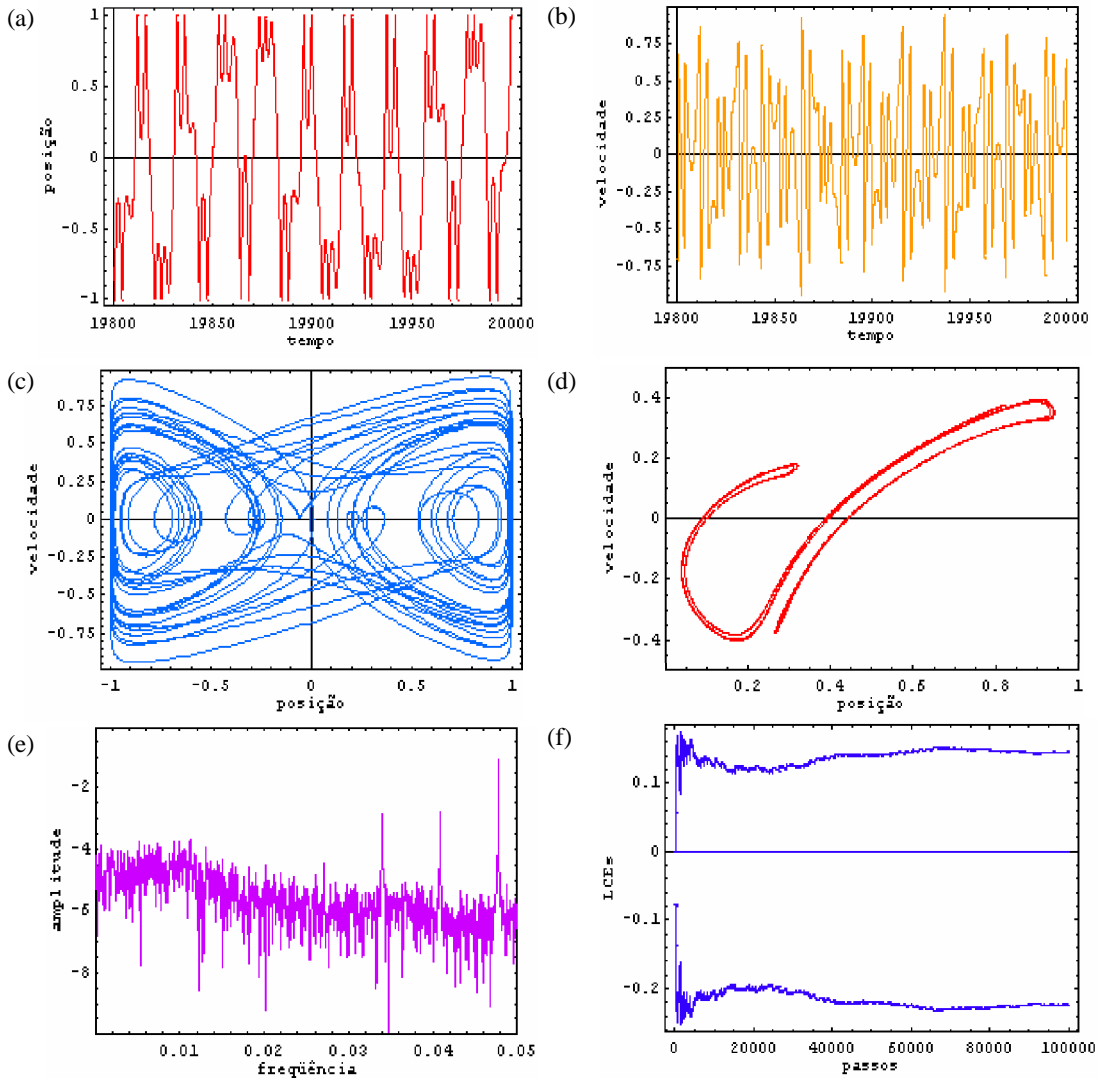 (a)
1
0.5
0
-0.5
-1
posição
19800 19850 19900 19950 20000
tempo
(b)
0.75
0.5
0.25
0
-0.25
-0.5
-0.75
velocidade
19800 19850 19900 19950 20000
tempo
(c)
0.75
0.5
0.25
0
-0.25
-0.5
-0.75
velocidade
-1 -0.5 0 0.5 1
posição
(d)
0.4
0.2
0
-0.2
-0.4
velocidade
0.2 0.4 0.6 0.8 1
posição
(e)
-2
-4
-6
-8
amplitude
0.01 0.02 0.03 0.04 0.05
freqüência
(f)
0.1
0
-0.1
-0.2
LCEs
0 20000 40000 60000 80000 100000
passos